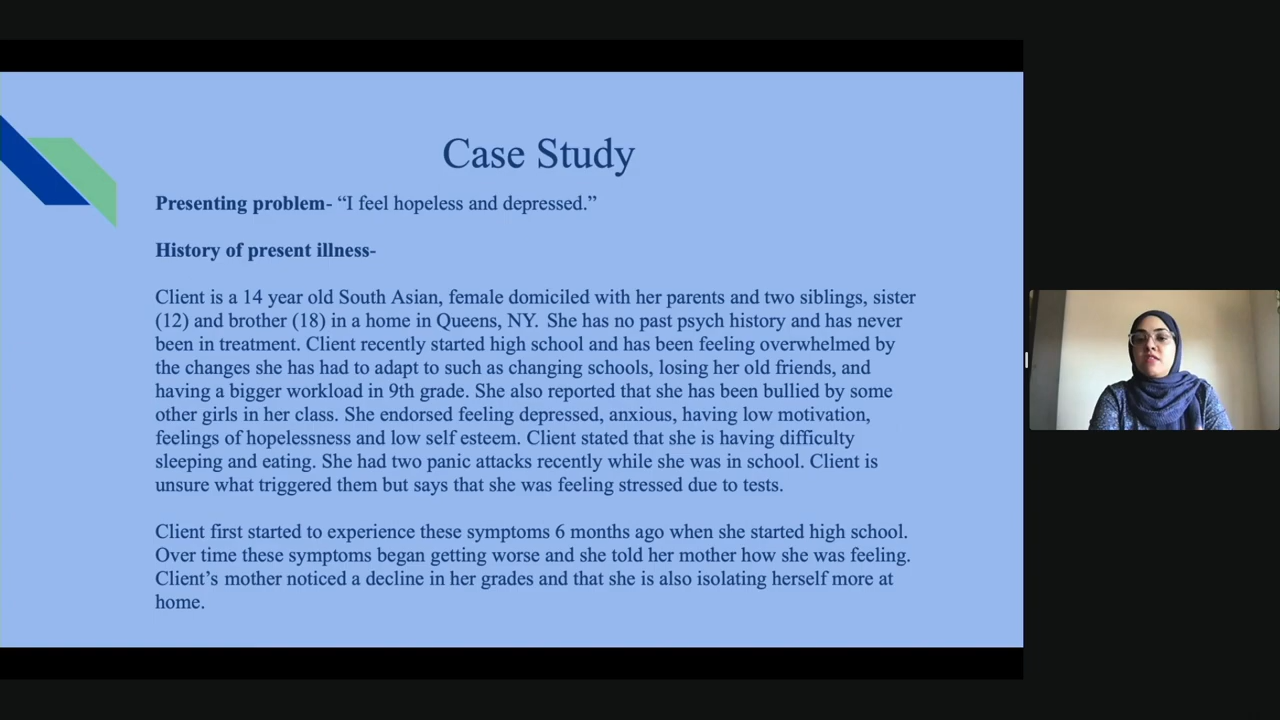 Case Study
Presenting problem- “I feel hopeless and depressed.”
History of present illness-
Client is a 14 year old South Asian, female domiciled with her parents and two siblings, sister
(12) and brother (18) in a home in Queens, NY. She has no past psych history and has never
been in treatment. Client recently started high school and has been feeling overwhelmed by
the changes she has had to adapt to such as changing schools, losing her old friends, and
having a bigger workload in 9th grade. She also reported that she has been bullied by some
other girls in her class. She endorsed feeling depressed, anxious, having low motivation,
feelings of hopelessness and low self esteem. Client stated that she is having difficulty
sleeping and eating. She had two panic attacks recently while she was in school. Client is
unsure what triggered them but says that she was feeling stressed due to tests.
Client first started to experience these symptoms 6 months ago when she started high school.
Over time these symptoms began getting worse and she told her mother how she was feeling.
Client’s mother noticed a decline in her grades and that she is also isolating herself more at
home.